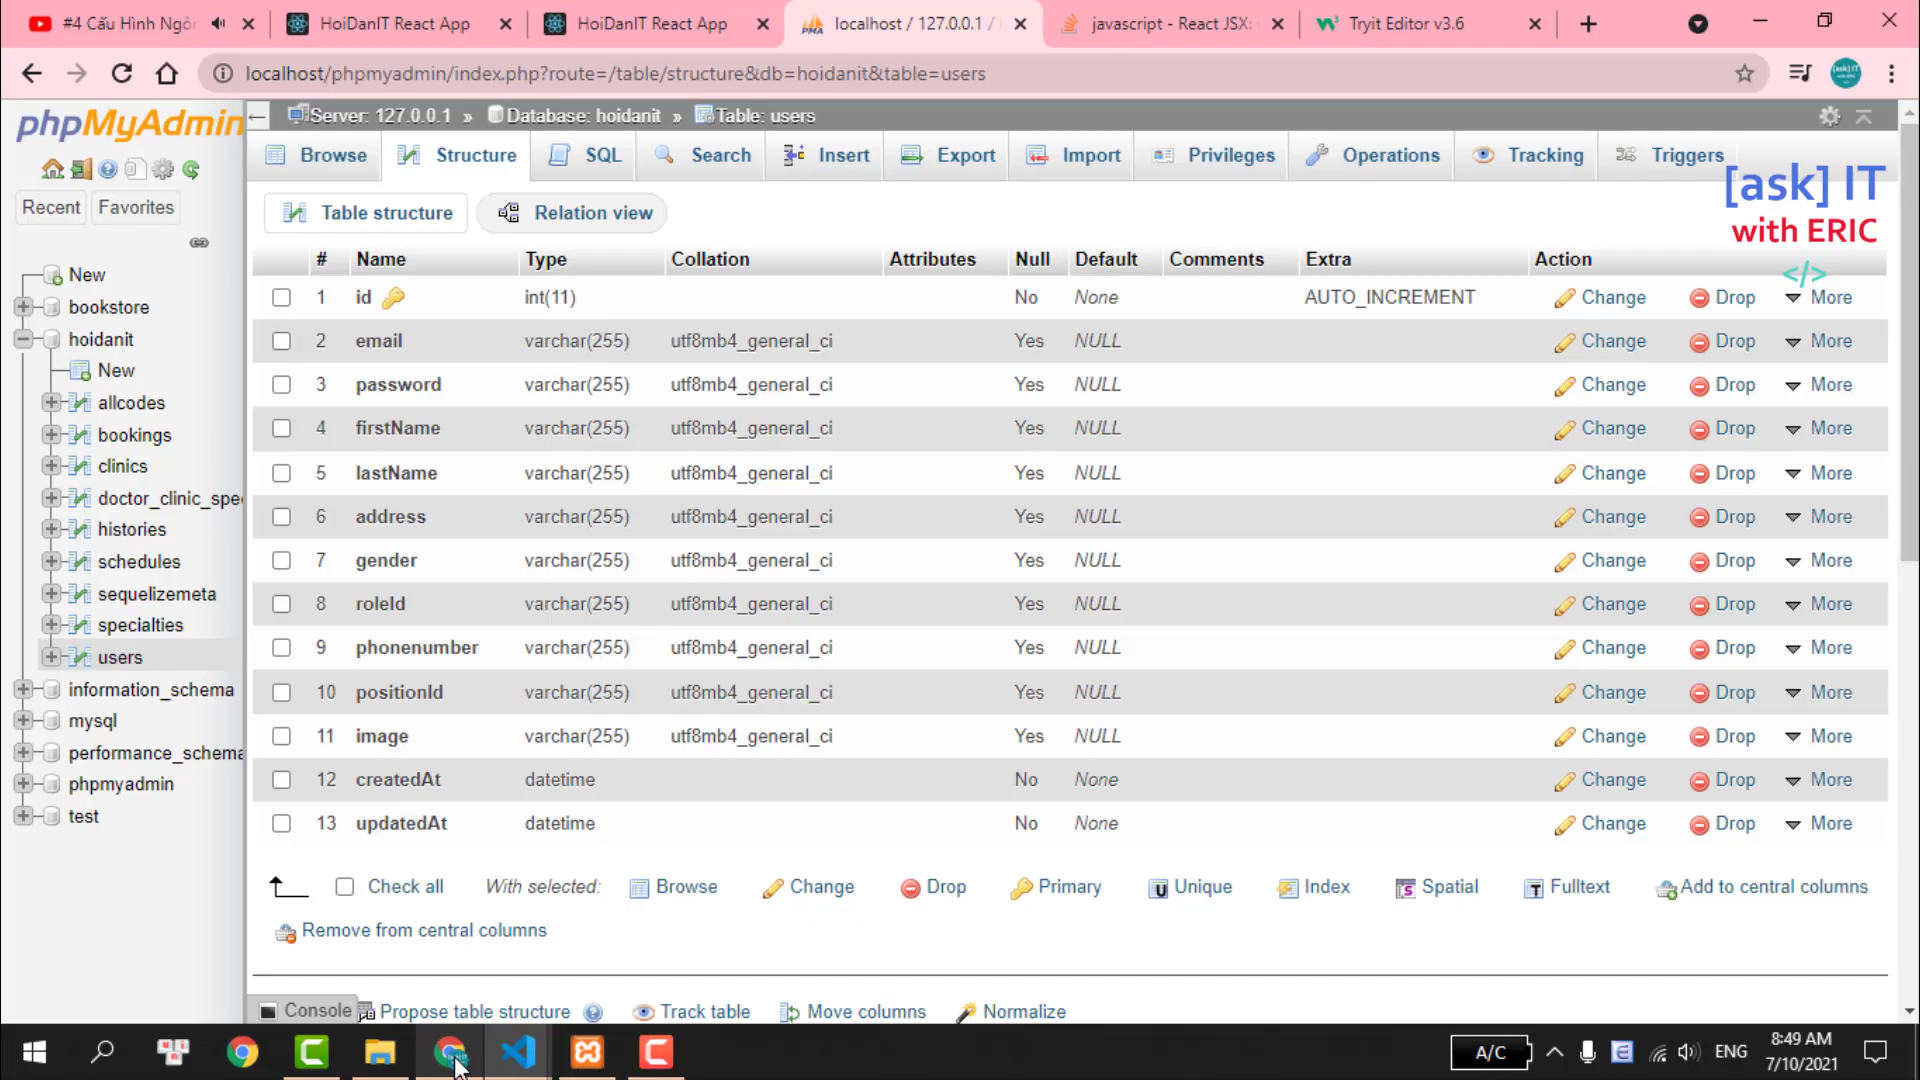 #4 Cấu Hình Ngôn
HoiDanIT React App
HoiDanIT React App
localhost / 127.0.0.1 /
javascript - React JSX:
Tryit Editor v3.6
localhost/phpmyadmin/index.php?route=/table/structure&db=hoidanit&table=users
phpMyAdmin
Recent Favorites
New
bookstore
hoidanit
New
allcodes
bookings
clinics
doctor_clinic_spe
histories
schedules
sequelizemeta
specialties
users
information_schema
mysql
performance_schema
phpmyadmin
test
Server: 127.0.0.1 » Database: hoidanit » Table: users
Browse Structure SQL Search Insert Export Import Privileges Operations Tracking Triggers
[ask] IT
with ERIC
</>
Table structure Relation view
# Name Type Collation Attributes Null Default Comments Extra Action
1 id int(11) No None AUTO_INCREMENT Change Drop More
2 email varchar(255) utf8mb4_general_ci Yes NULL Change Drop More
3 password varchar(255) utf8mb4_general_ci Yes NULL Change Drop More
4 firstName varchar(255) utf8mb4_general_ci Yes NULL Change Drop More
5 lastName varchar(255) utf8mb4_general_ci Yes NULL Change Drop More
6 address varchar(255) utf8mb4_general_ci Yes NULL Change Drop More
7 gender varchar(255) utf8mb4_general_ci Yes NULL Change Drop More
8 roleId varchar(255) utf8mb4_general_ci Yes NULL Change Drop More
9 phonenumber varchar(255) utf8mb4_general_ci Yes NULL Change Drop More
10 positionId varchar(255) utf8mb4_general_ci Yes NULL Change Drop More
11 image varchar(255) utf8mb4_general_ci Yes NULL Change Drop More
12 createdAt datetime No None Change Drop More
13 updatedAt datetime No None Change Drop More
Check all With selected: Browse Change Drop Primary Unique Index Spatial Fulltext Add to central columns
Remove from central columns
Console Propose table structure Track table Move columns Normalize
A/C ENG 8:49 AM
7/10/2021